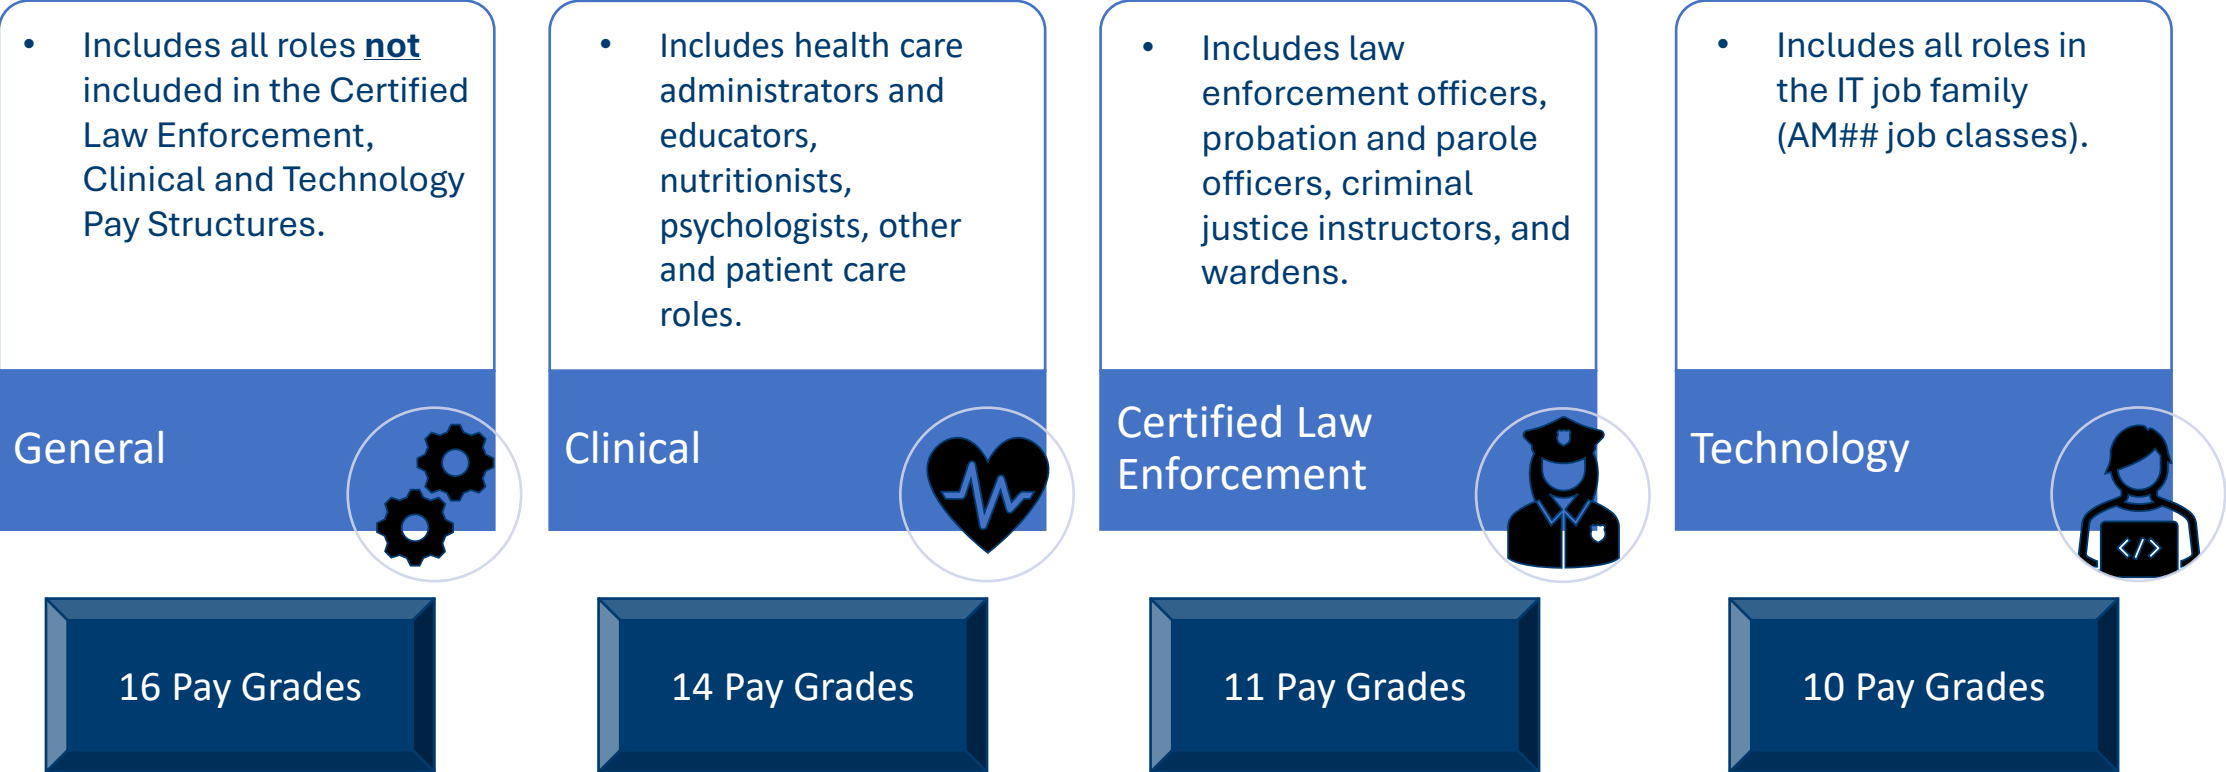 • Includes all roles not
included in the Certified
Law Enforcement,
Clinical and Technology
Pay Structures.
General
16 Pay Grades
• Includes health care
administrators and
educators,
nutritionists,
psychologists, other
and patient care
roles.
Clinical
14 Pay Grades
• Includes law
enforcement officers,
probation and parole
officers, criminal
justice instructors, and
wardens.
Certified Law
Enforcement
11 Pay Grades
• Includes all roles in
the IT job family
(AM## job classes).
Technology
</>
10 Pay Grades